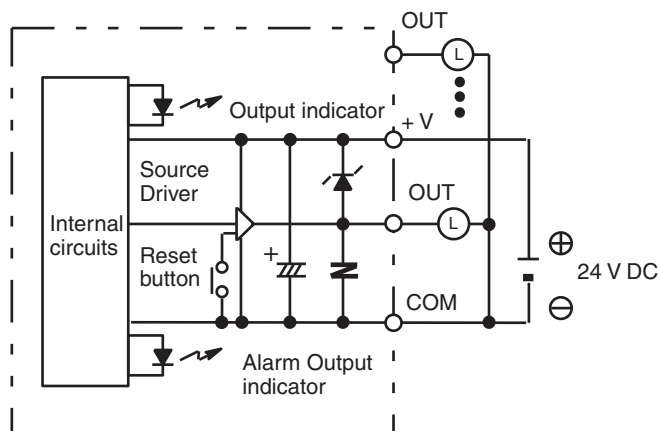 OUT
L
Output indicator
+ V
Source
Driver
OUT
Internal
circuits
L
Reset
button
+
⊕
24 V DC
⊖
COM
Alarm Output
indicator